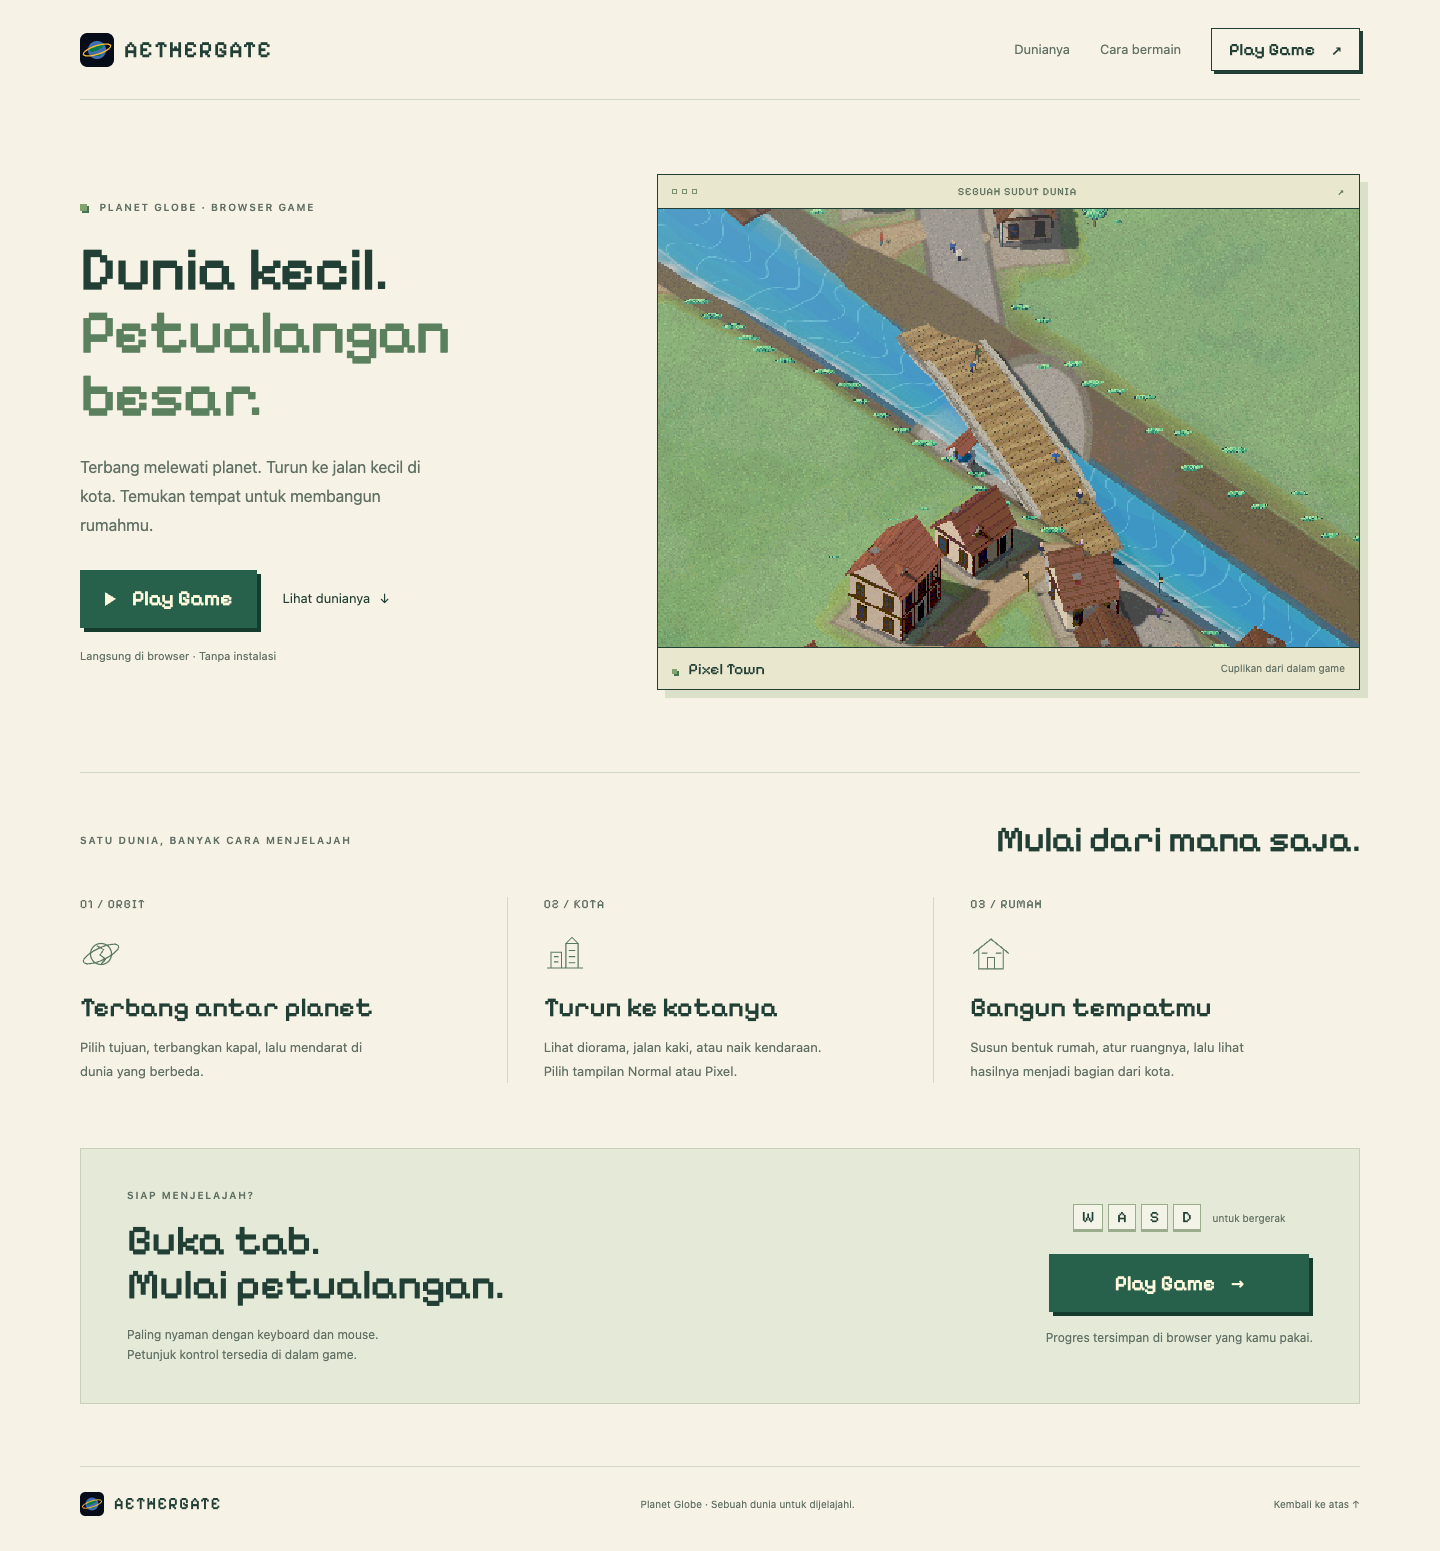 AETHERGATE
Dunianya
Cara bermain
Play Game ↗
PLANET GLOBE · BROWSER GAME
Dunia kecil.
Petualangan
besar.
Terbang melewati planet. Turun ke jalan kecil di
kota. Temukan tempat untuk membangun
rumahmu.
Play Game
Lihat dunianya ↓
Langsung di browser · Tanpa instalasi
SEBUAH SUDUT DUNIA ↗
Pixel Town
Cuplikan dari dalam game
SATU DUNIA, BANYAK CARA MENJELAJAH
Mulai dari mana saja.
01 / ORBIT
Terbang antar planet
Pilih tujuan, terbangkan kapal, lalu mendarat di
dunia yang berbeda.
02 / KOTA
Turun ke kotanya
Lihat diorama, jalan kaki, atau naik kendaraan.
Pilih tampilan Normal atau Pixel.
03 / RUMAH
Bangun tempatmu
Susun bentuk rumah, atur ruangnya, lalu lihat
hasilnya menjadi bagian dari kota.
SIAP MENJELAJAH?
Buka tab.
Mulai petualangan.
Paling nyaman dengan keyboard dan mouse.
Petunjuk kontrol tersedia di dalam game.
W A S D untuk bergerak
Play Game →
Progres tersimpan di browser yang kamu pakai.
AETHERGATE
Planet Globe · Sebuah dunia untuk dijelajahi.
Kembali ke atas ↑